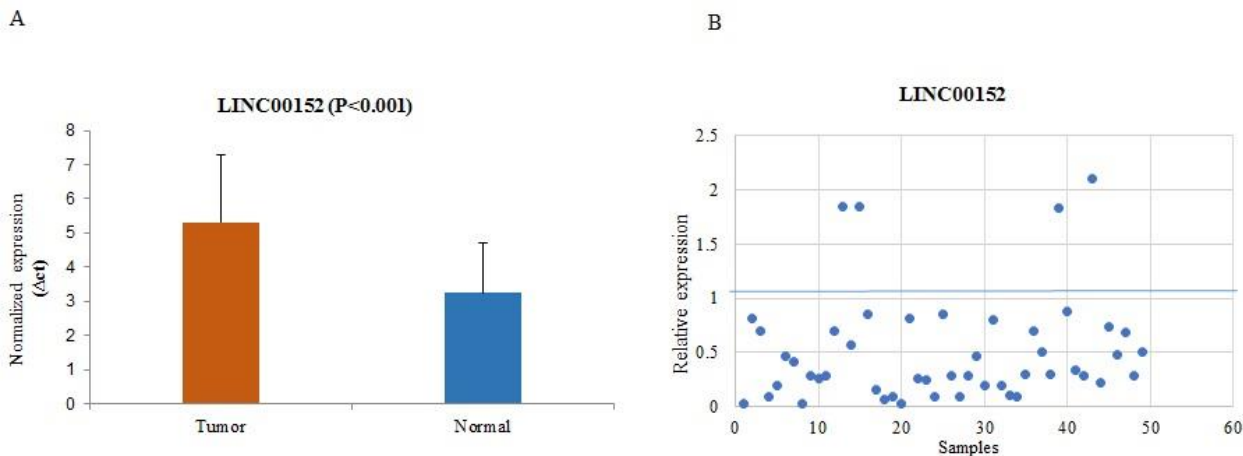 A
B
LINC00152 (P<0.001)
8
7
6
5
4
3
2
1
0
Normalized expression
(Δct)
Tumor
Normal
LINC00152
2.5
2
1.5
1
0.5
0
Relative expression
0
10
20
30
40
50
60
Samples